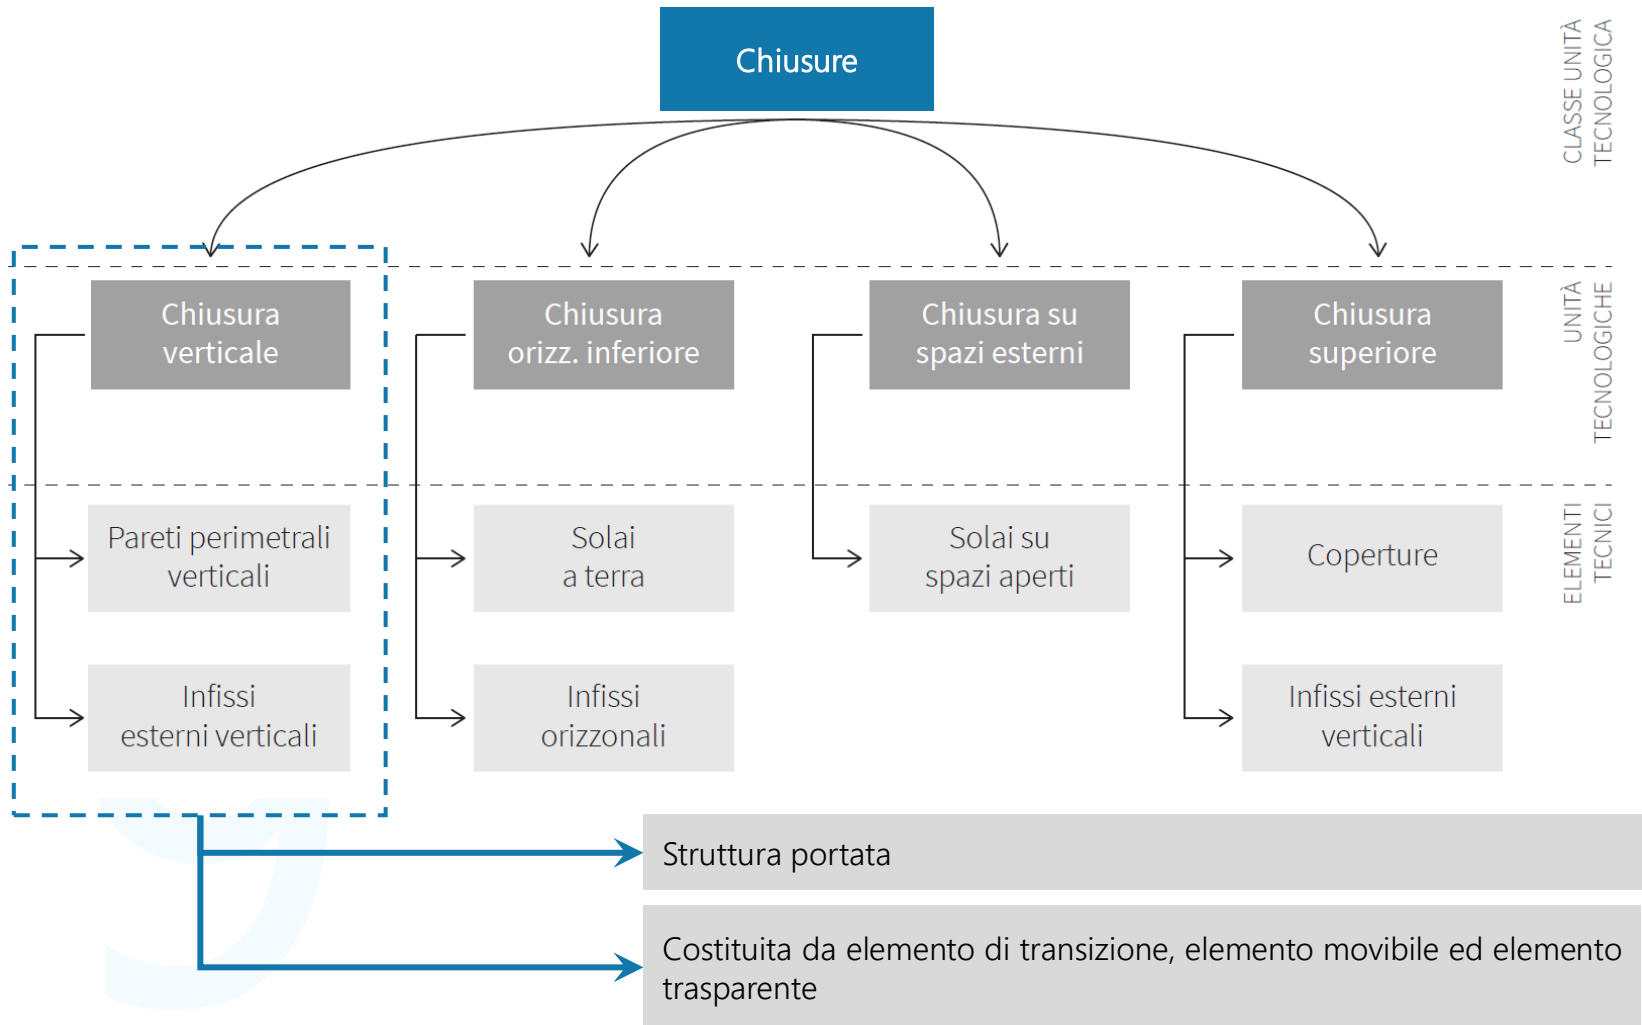 Chiusure
CLASSE UNITÀ
TECNOLOGICA
Chiusura
verticale
Chiusura
orizz. inferiore
Chiusura su
spazi esterni
Chiusura
superiore
UNITÀ
TECNOLOGICHE
Pareti perimetrali
verticali
Solai
a terra
Solai su
spazi aperti
Coperture
ELEMENTI
TECNICI
Infissi
esterni verticali
Infissi
orizzonali
Infissi esterni
verticali
Struttura portata
Costituita da elemento di transizione, elemento movibile ed elemento
trasparente